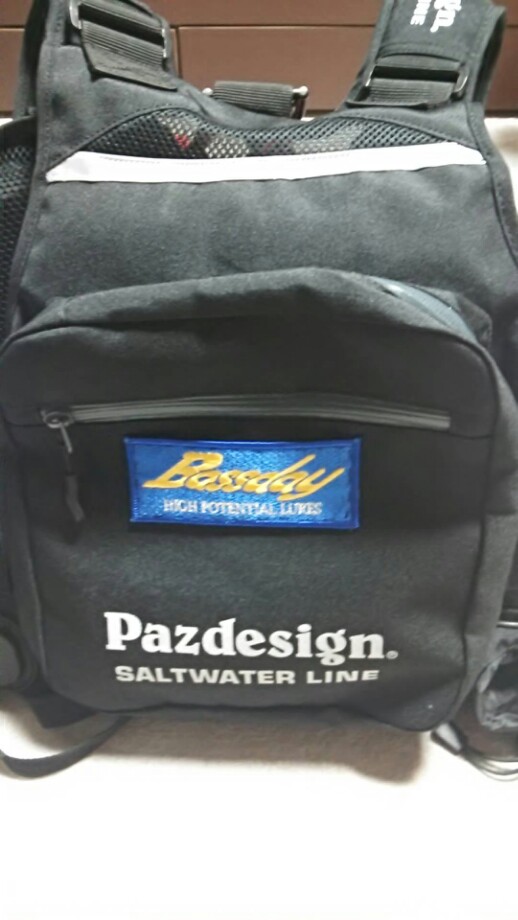 Bassday
HIGH POTENTIAL LURES
Pazdesign.
SALTWATER LINE